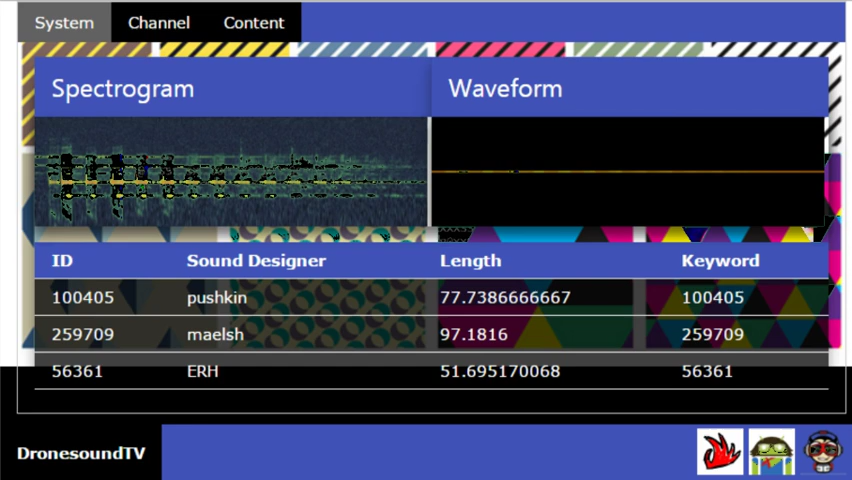 System Channel Content
Spectrogram Waveform
ID Sound Designer Length Keyword
100405 pushkin 77.7386666667 100405
259709 maelsh 97.1816 259709
56361 ERH 51.695170068 56361
DronesoundTV